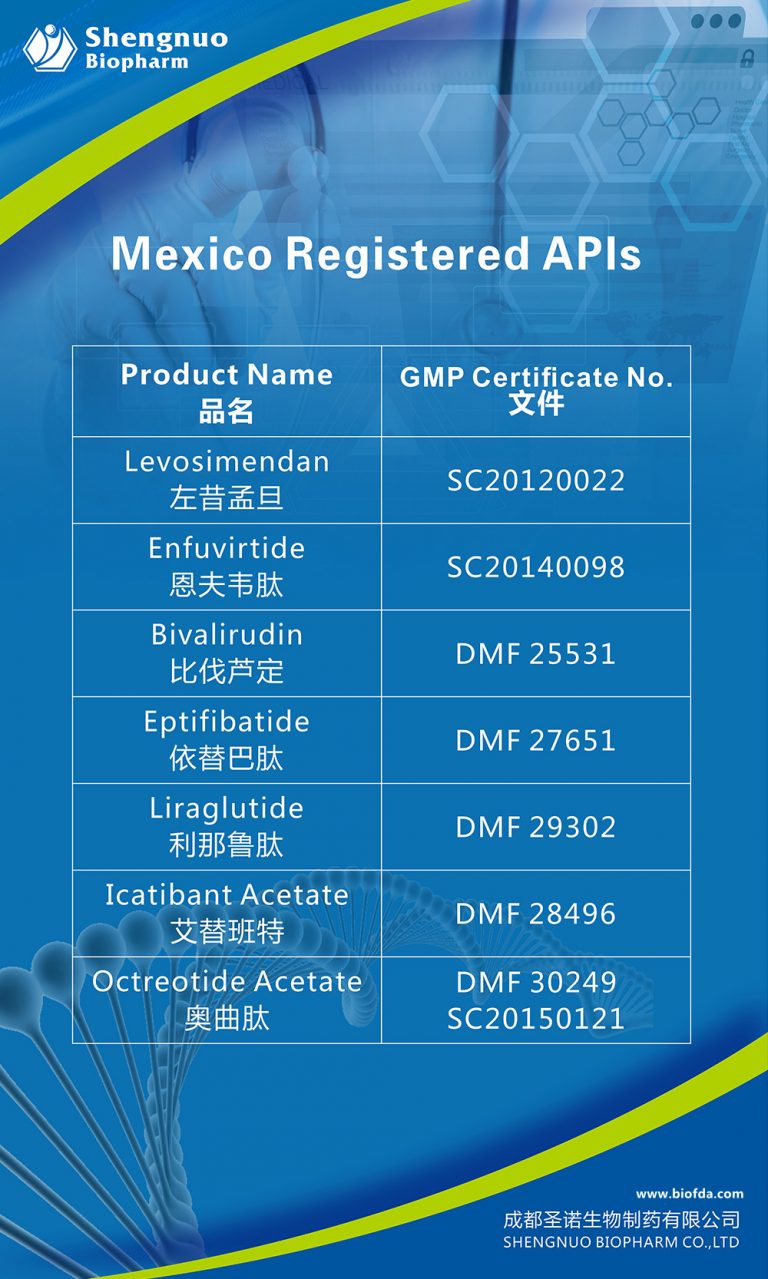 Shengnuo
Biopharm
Mexico Registered APIs
Product Name
品名
GMP Certificate No.
文件
Levosimendan
左昔孟旦
SC20120022
Enfuvirtide
恩夫韦肽
SC20140098
Bivalirudin
比伐芦定
DMF 25531
Eptifibatide
依替巴肽
DMF 27651
Liraglutide
利那鲁肽
DMF 29302
Icatibant Acetate
艾替班特
DMF 28496
Octreotide Acetate
奥曲肽
DMF 30249
SC20150121
www.biofda.com
成都圣诺生物制药有限公司
SHENGNUO BIOPHARM CO.,LTD